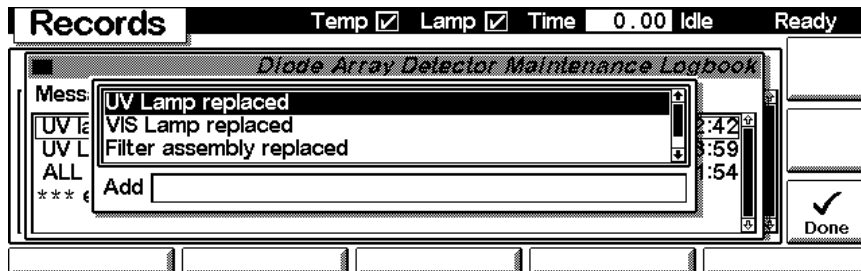 Records Temp Lamp Time 0.00 Idle Ready
Diode Array Detector Maintenance Logbook
Mess
UV Lamp replaced
VIS Lamp replaced
Filter assembly replaced
UV la :42
UV L :59
ALL :54
*** e
Add
Done